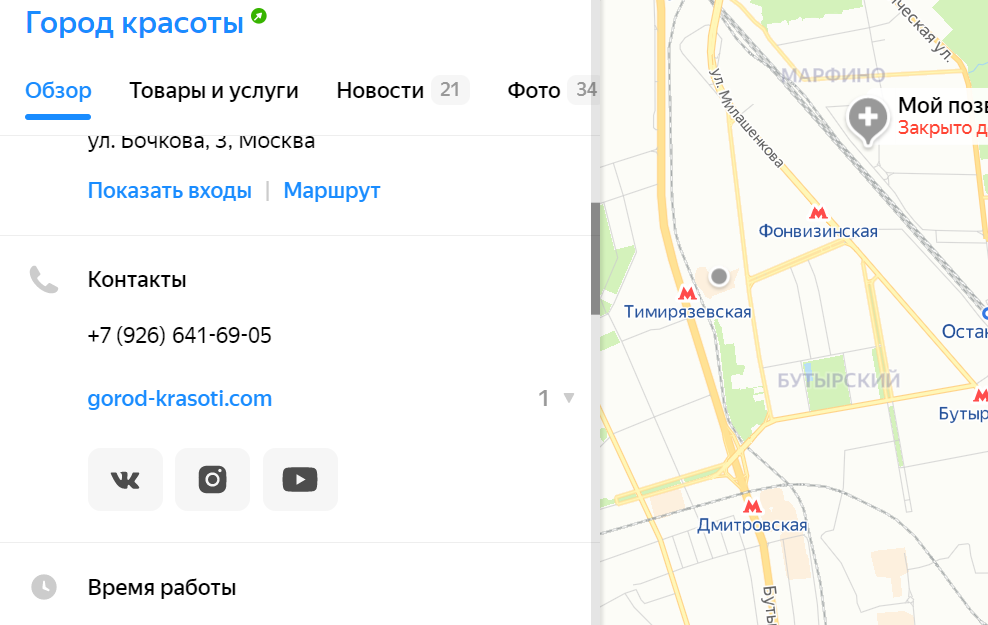 Город красоты
Обзор Товары и услуги Новости 21 Фото 34
ул. Бочкова, 3, Москва
Показать входы | Маршрут
Контакты
+7 (926) 641-69-05
gorod-krasoti.com 1
Время работы
ческая ул.
МАРФИНО
ул. Милашенкова
Мой позв
Закрыто д
Фонвизинская
Тимирязевская
Остан
БУТЫРСКИЙ
Бутыр
Дмитровская
Буты